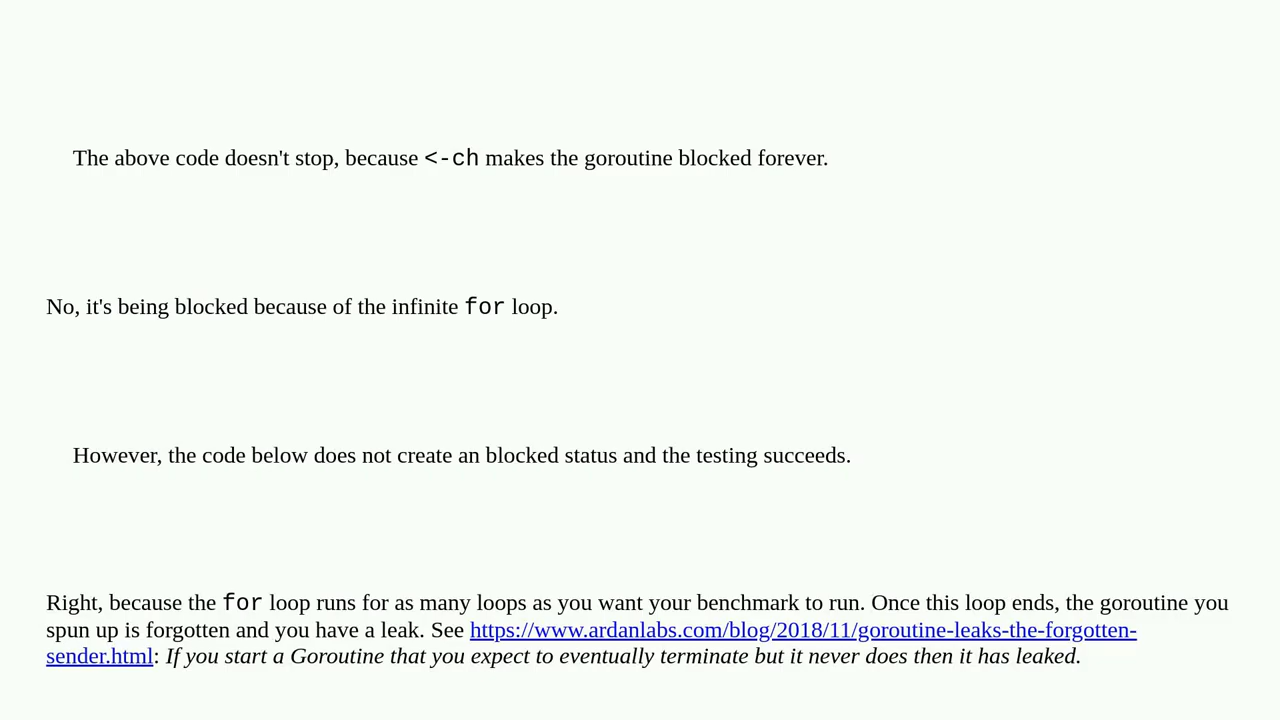 The above code doesn't stop, because <-ch makes the goroutine blocked forever.
No, it's being blocked because of the infinite for loop.
However, the code below does not create an blocked status and the testing succeeds.
Right, because the for loop runs for as many loops as you want your benchmark to run. Once this loop ends, the goroutine you
spun up is forgotten and you have a leak. See https://www.ardanlabs.com/blog/2018/11/goroutine-leaks-the-forgotten-
sender.html: If you start a Goroutine that you expect to eventually terminate but it never does then it has leaked.